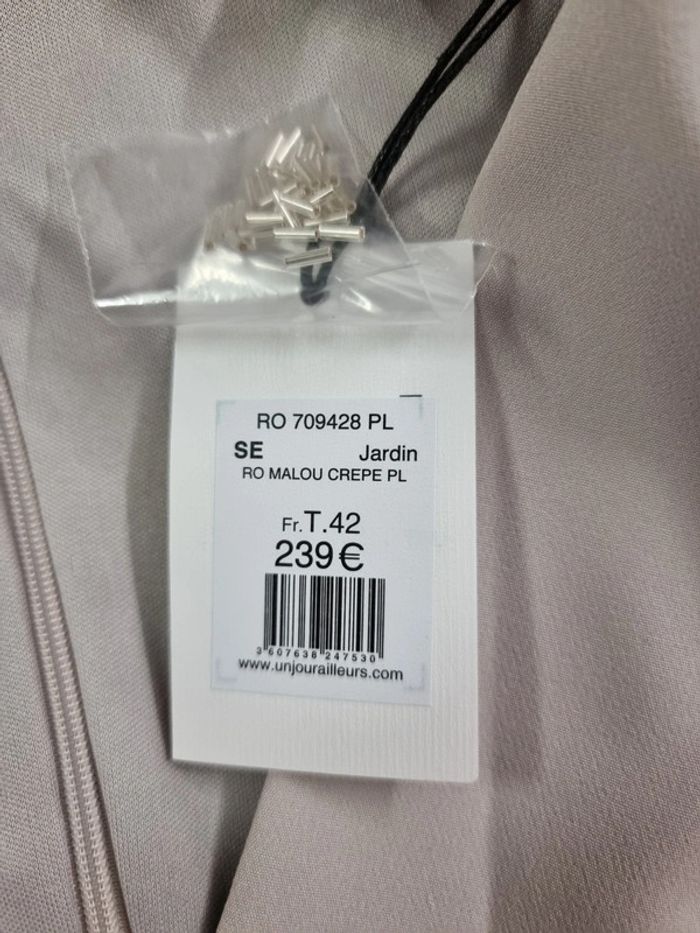 RO 709428 PL
SE Jardin
RO MALOU CREPE PL
Fr.T.42
239€
3 607638 247530
www.unjourailleurs.com